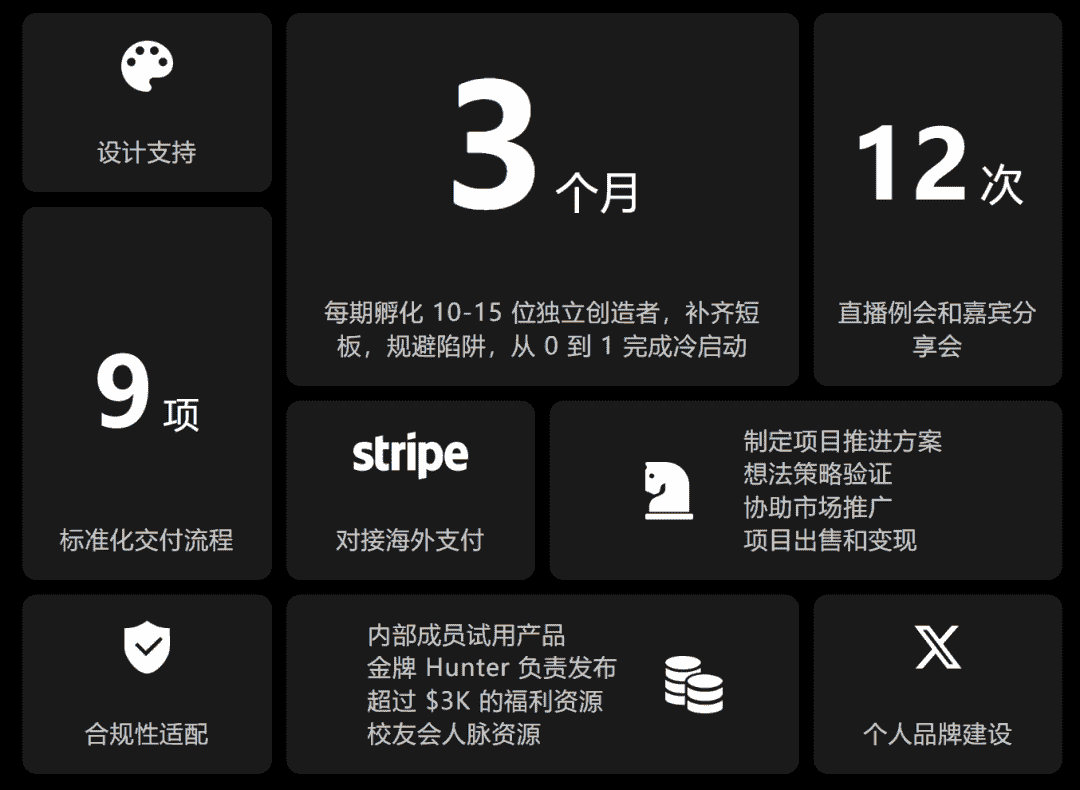 设计支持
3 个月
每期孵化 10-15 位独立创造者，补齐短
板，规避陷阱，从 0 到 1 完成冷启动
12 次
直播例会和嘉宾分
享会
9 项
标准化交付流程
stripe
对接海外支付
制定项目推进方案
想法策略验证
协助市场推广
项目出售和变现
合规性适配
内部成员试用产品
金牌 Hunter 负责发布
超过 $3K 的福利资源
校友会人脉资源
个人品牌建设